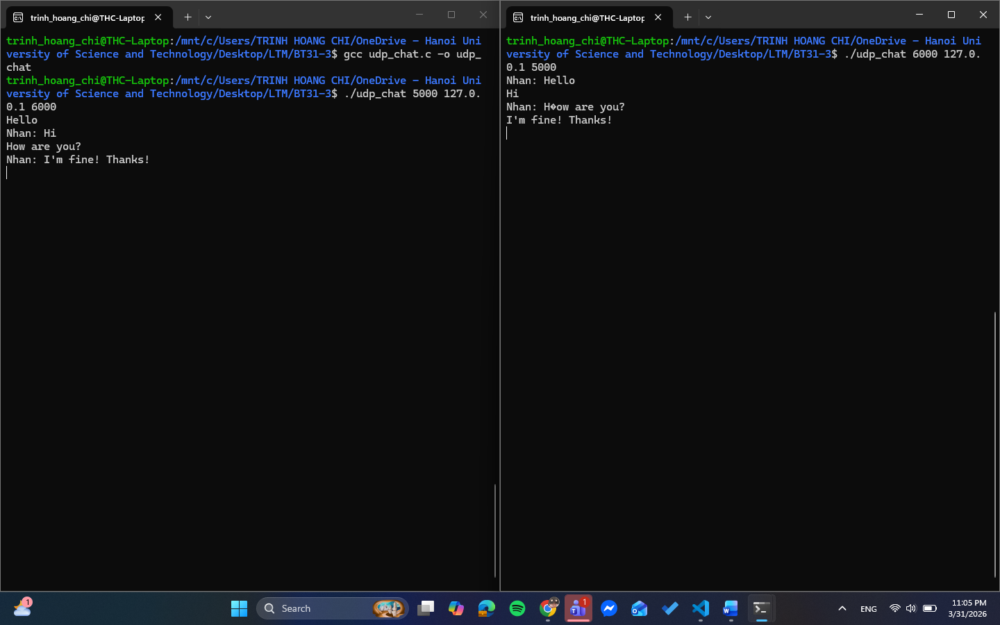 trinh_hoang_chi@THC-Laptop
trinh_hoang_chi@THC-Laptop:/mnt/c/Users/TRINH HOANG CHI/OneDrive - Hanoi Uni
versity of Science and Technology/Desktop/LTM/BT31-3$ gcc udp_chat.c -o udp_
chat
trinh_hoang_chi@THC-Laptop:/mnt/c/Users/TRINH HOANG CHI/OneDrive - Hanoi Uni
versity of Science and Technology/Desktop/LTM/BT31-3$ ./udp_chat 5000 127.0.
0.1 6000
Hello
Nhan: Hi
How are you?
Nhan: I'm fine! Thanks!
trinh_hoang_chi@THC-Laptop
trinh_hoang_chi@THC-Laptop:/mnt/c/Users/TRINH HOANG CHI/OneDrive - Hanoi Uni
versity of Science and Technology/Desktop/LTM/BT31-3$ ./udp_chat 6000 127.0.
0.1 5000
Nhan: Hello
Hi
Nhan: H�ow are you?
I'm fine! Thanks!
1
Search
1
ENG
11:05 PM
3/31/2026